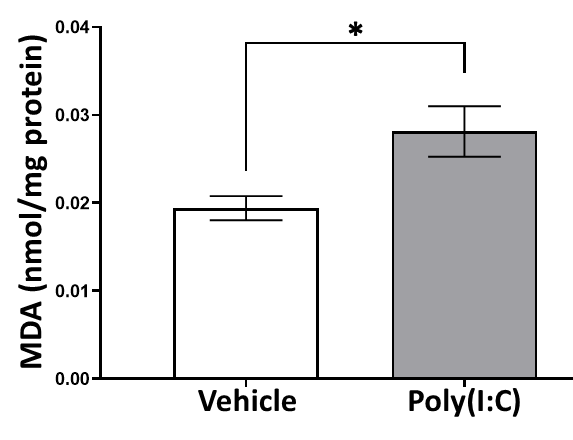 *
0.04
0.03
0.02
0.01
0.00
MDA (nmol/mg protein)
Vehicle
Poly(I:C)